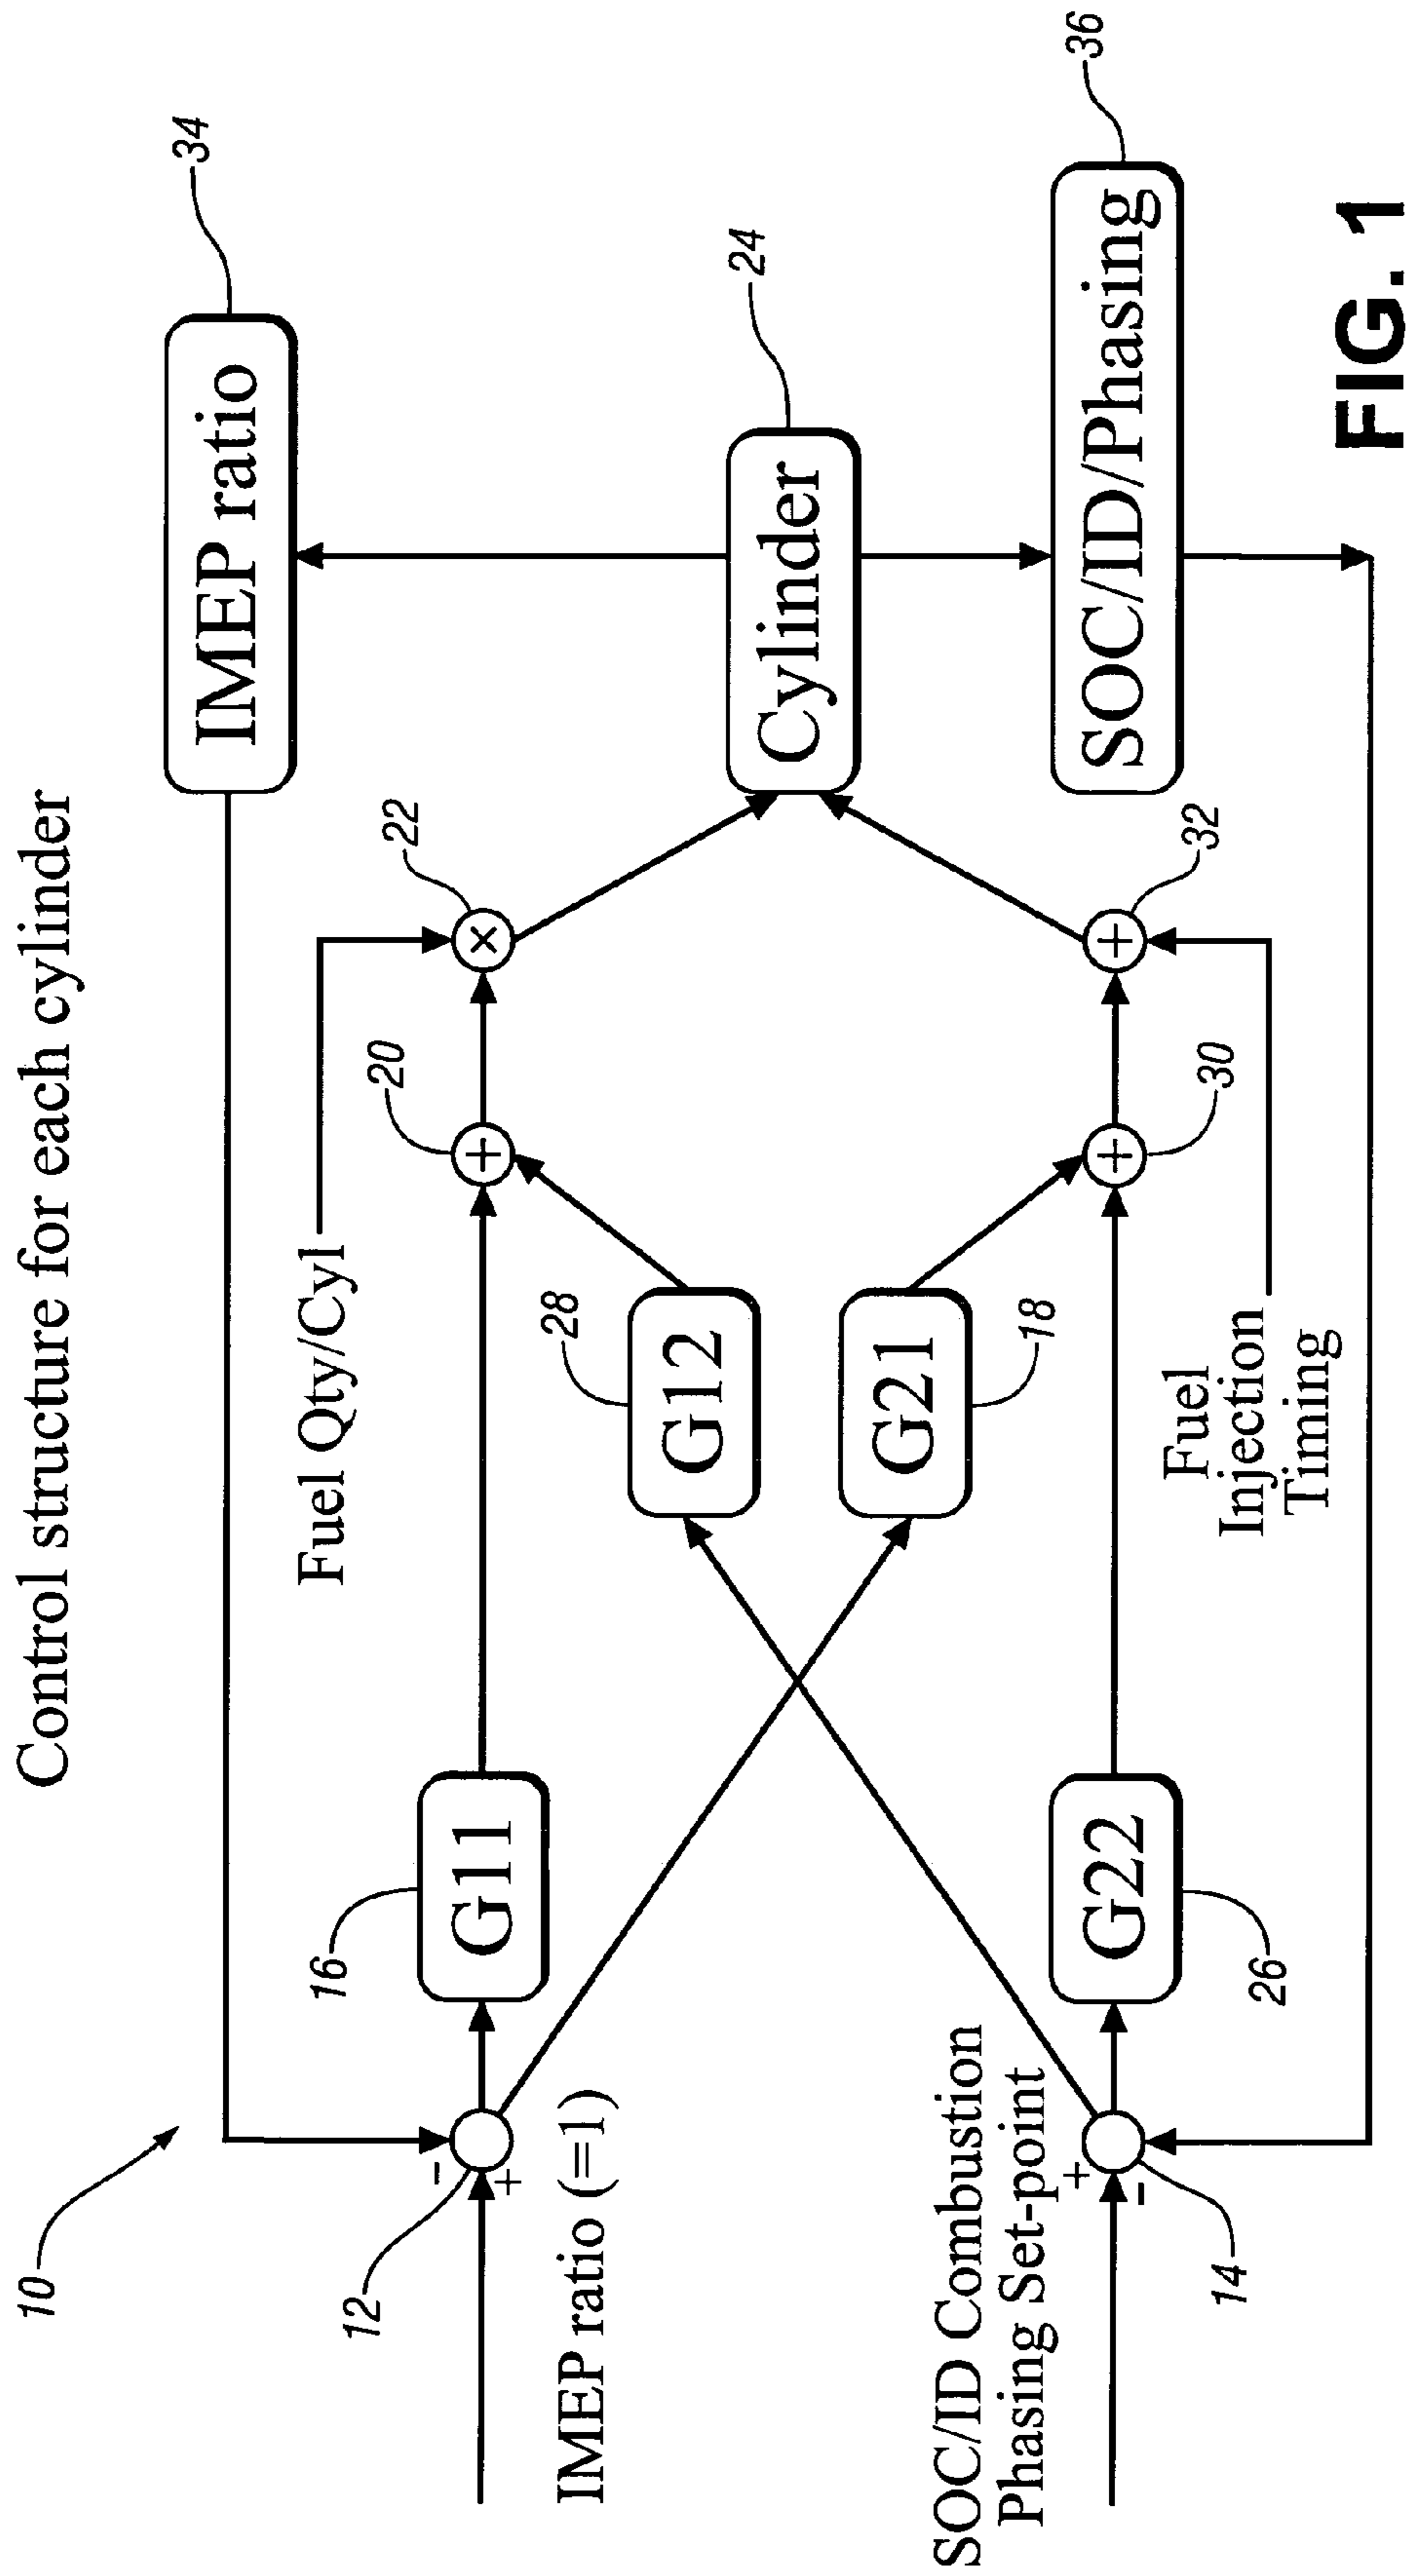 Control structure for each cylinder
10
34
IMEP ratio
Fuel Qty/Cyl
22
×
20
+
16
G11
12
-
+
IMEP ratio (=1)
28
G12
24
Cylinder
G21
18
SOC/ID Combustion
Phasing Set-point
+
-
14
G22
26
+
30
+
32
Fuel
Injection
Timing
SOC/ID/Phasing
36
FIG. 1